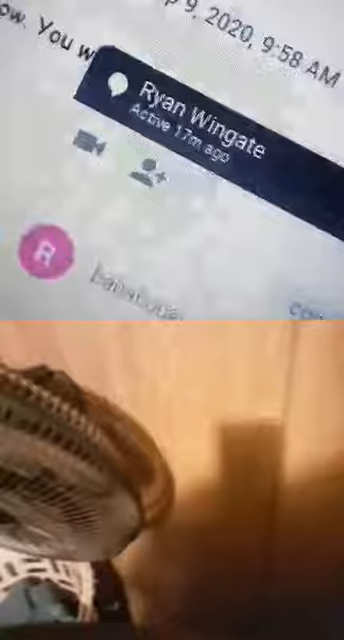 p 9, 2020, 9:58 AM
ow. You w
Ryan Wingate
Active 17m ago
R